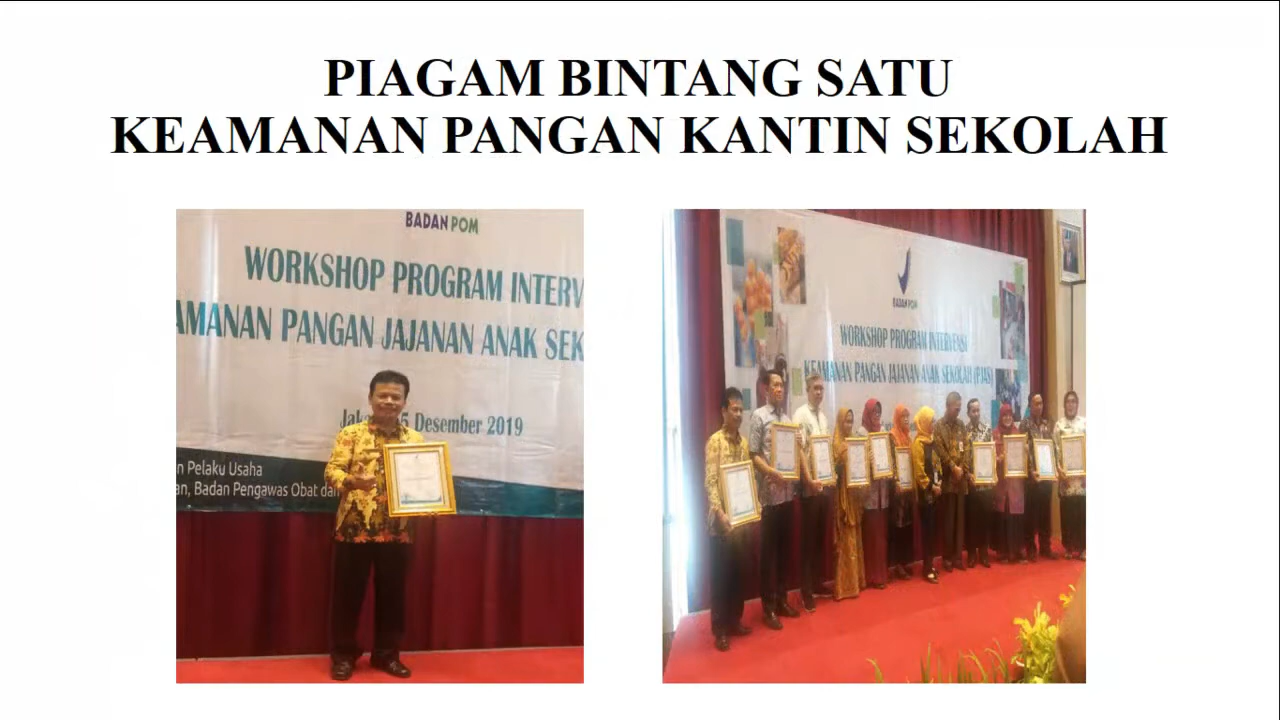 PIAGAM BINTANG SATU
KEAMANAN PANGAN KANTIN SEKOLAH
BADAN POM
WORKSHOP PROGRAM INTERV
AMANAN PANGAN JAJANAN ANAK SEK
5 Desember 2019
n Pelaku Usaha
an, Badan Pengawas Obat dan
BADAN POM
WORKSHOP PROGRAM INTERVENSI
KEAMANAN PANGAN JAJANAN ANAK SEKOLAH (PJAS)